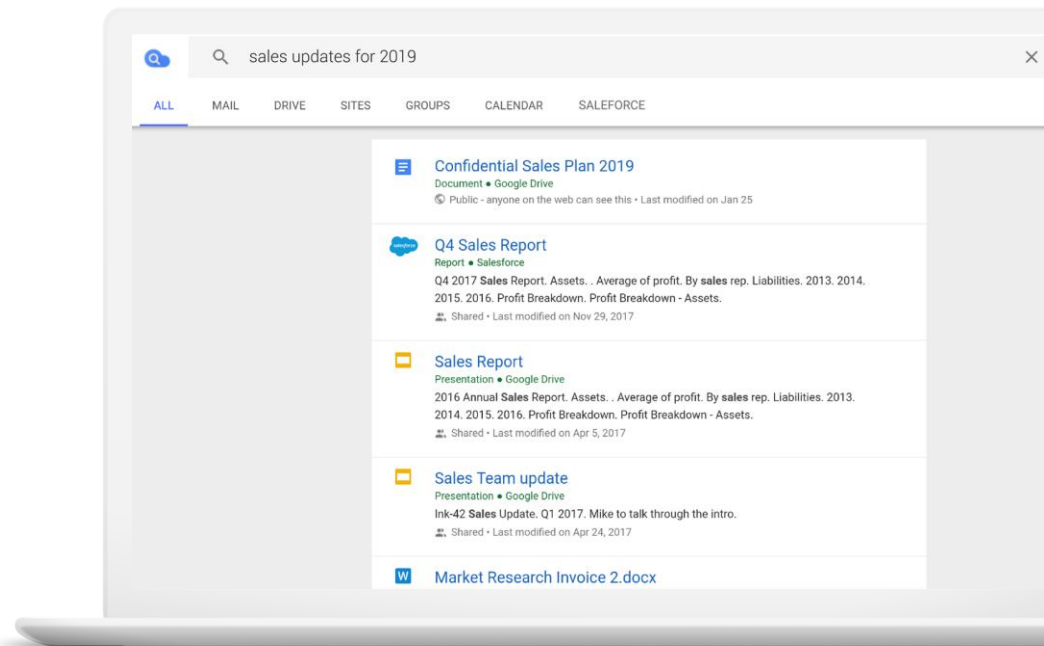 sales updates for 2019
ALL MAIL DRIVE SITES GROUPS CALENDAR SALEFORCE
Confidential Sales Plan 2019
Document • Google Drive
Public - anyone on the web can see this • Last modified on Jan 25
salesforce
Q4 Sales Report
Report • Salesforce
Q4 2017 Sales Report. Assets. . Average of profit. By sales rep. Liabilities. 2013. 2014.
2015. 2016. Profit Breakdown. Profit Breakdown - Assets.
Shared • Last modified on Nov 29, 2017
Sales Report
Presentation • Google Drive
2016 Annual Sales Report. Assets. . Average of profit. By sales rep. Liabilities. 2013.
2014. 2015. 2016. Profit Breakdown. Profit Breakdown - Assets.
Shared • Last modified on Apr 5, 2017
Sales Team update
Presentation • Google Drive
Ink-42 Sales Update. Q1 2017. Mike to talk through the intro.
Shared • Last modified on Apr 24, 2017
W Market Research Invoice 2.docx